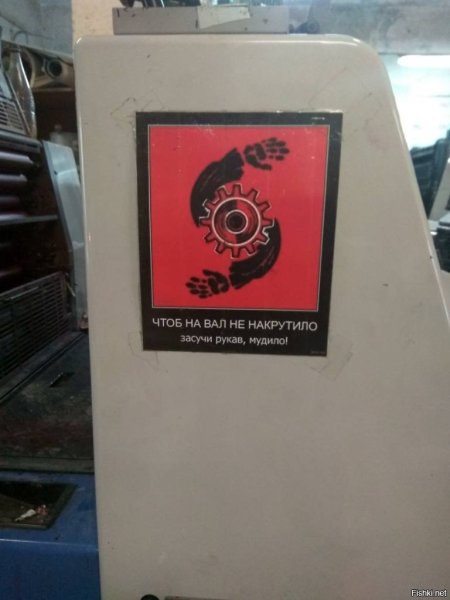 ЧТОБ НА ВАЛ НЕ НАКРУТИЛО
засучи рукав, мудило!
Fishki.net